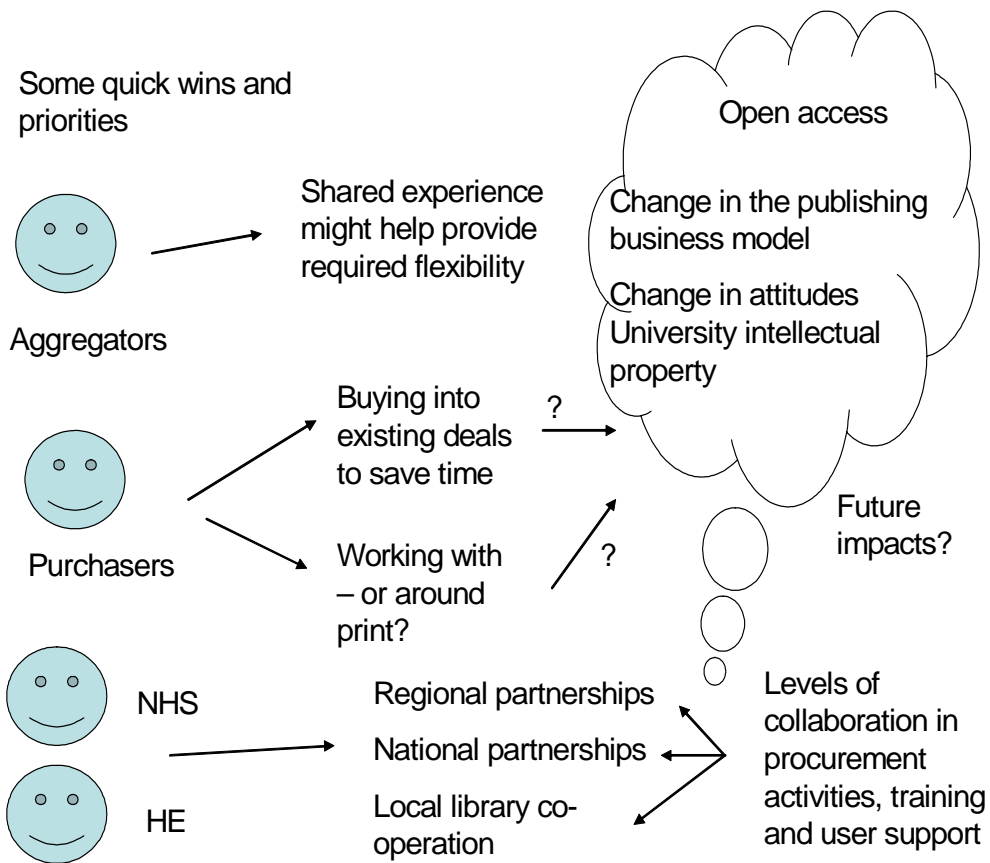 Some quick wins and
priorities
Open access
Shared experience
might help provide
required flexibility
Change in the publishing
business model
Change in attitudes
University intellectual
property
Aggregators
Buying into
existing deals
to save time
?
Purchasers
Working with
– or around
print?
?
Future
impacts?
NHS
HE
Regional partnerships
National partnerships
Local library co-
operation
Levels of
collaboration in
procurement
activities, training
and user support